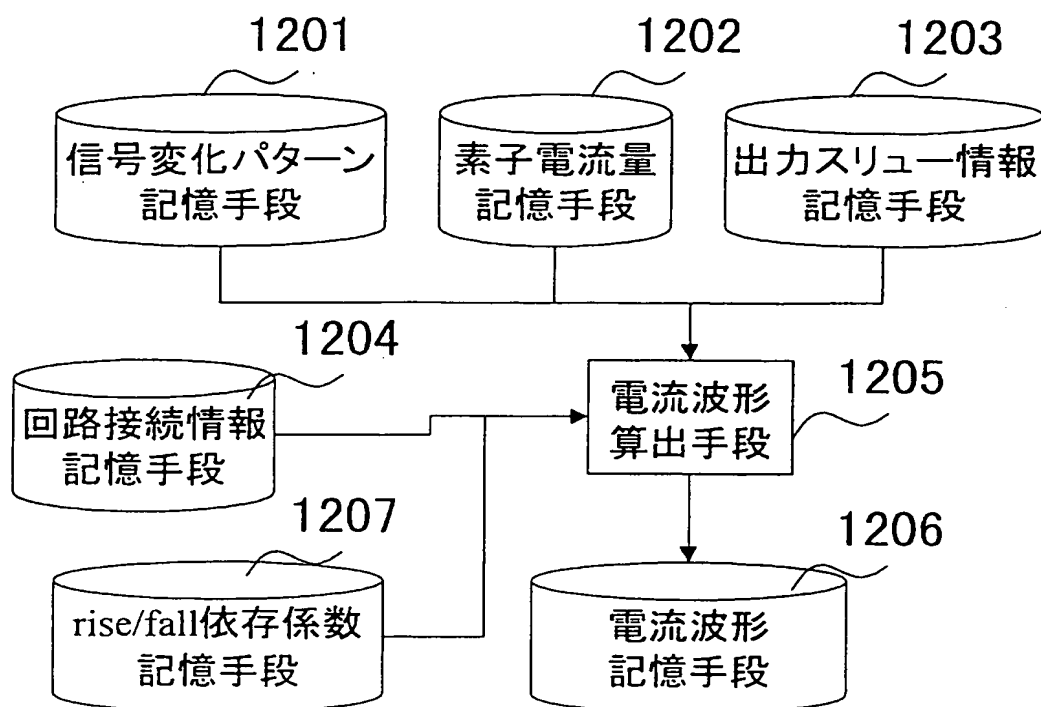 1201
1202
1203
信号変化パターン
記憶手段
素子電流量
記憶手段
出力スリュー情報
記憶手段
1204
回路接続情報
記憶手段
電流波形
算出手段
1205
1207
rise/fall依存係数
記憶手段
1206
電流波形
記憶手段